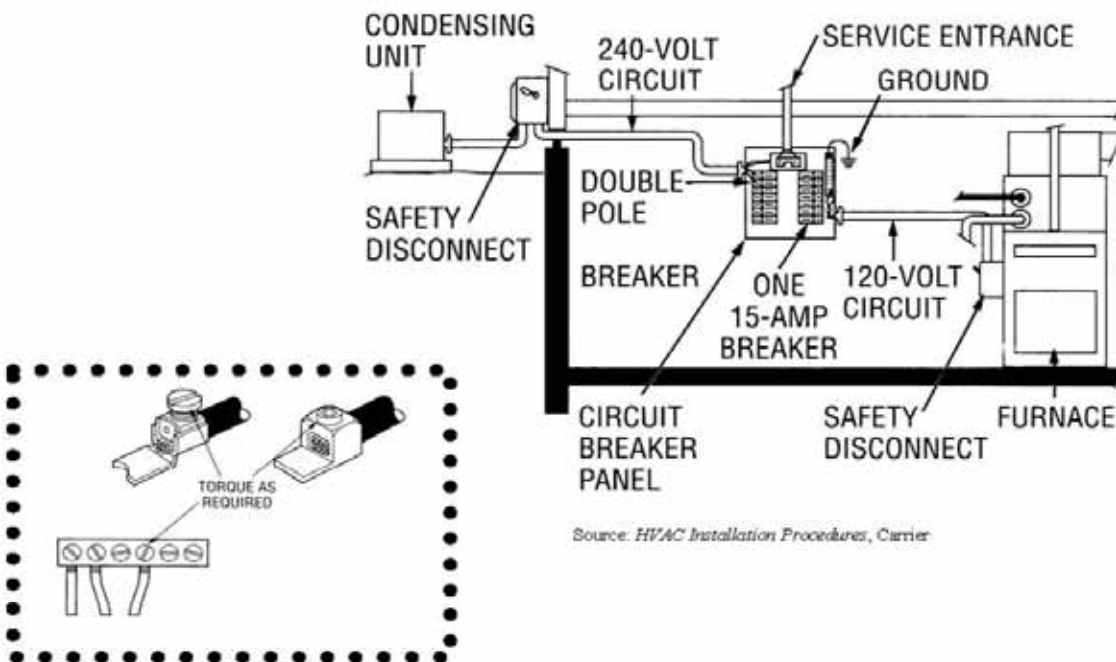 CONDENSING
UNIT
240-VOLT
CIRCUIT
SERVICE ENTRANCE
GROUND
SAFETY
DISCONNECT
DOUBLE
POLE
BREAKER
ONE
15-AMP
BREAKER
120-VOLT
CIRCUIT
CIRCUIT
BREAKER
PANEL
SAFETY
DISCONNECT
FURNACE
TORQUE AS
REQUIRED
Source: HVAC Installation Procedures, Carrier